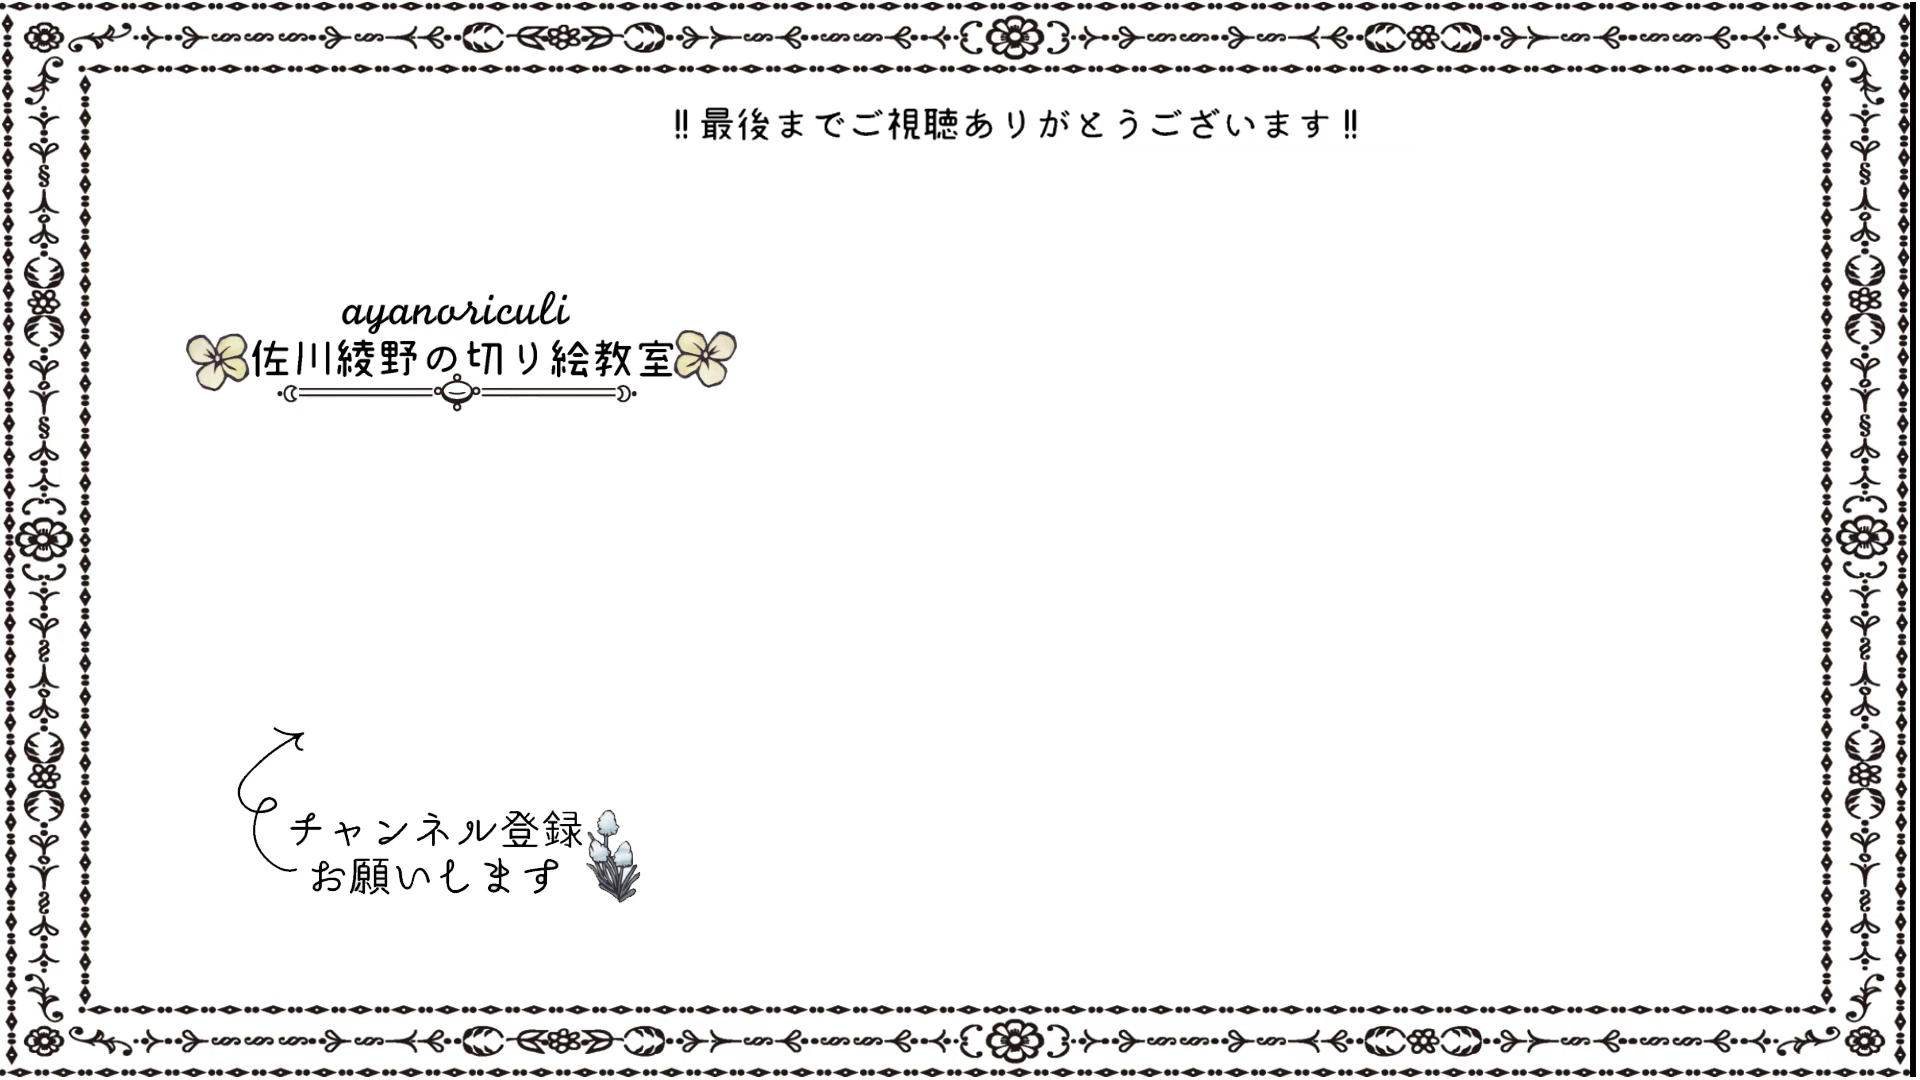 ‼最後までご視聴ありがとうございます‼
ayanoriculi
佐川綾野の切り絵教室
チャンネル登録
お願いします